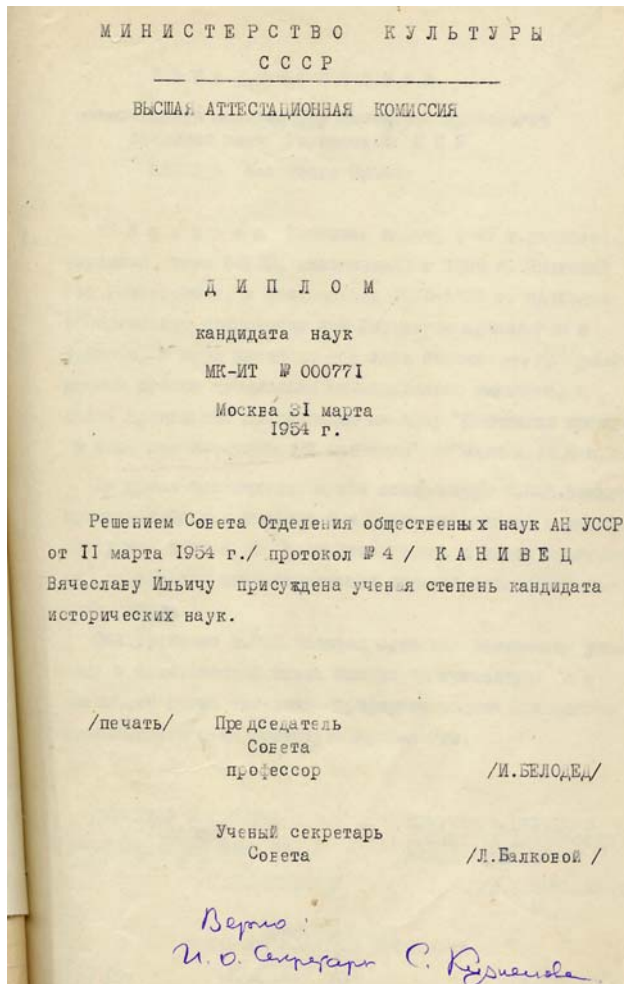 МИНИСТЕРСТВО КУЛЬТУРЫ
СССР
ВЫСШАЯ АТТЕСТАЦИОННАЯ КОМИССИЯ
ДИПЛОМ
кандидата наук
МК-ИТ № 000771
Москва 31 марта
1954 г.
Решением Совета Отделения общественных наук АН УССР
от II марта 1954 г./ протокол № 4 / КАНИВЕЦ
Вячеславу Ильичу присуждена ученая степень кандидата
исторических наук.
/печать/ Председатель
Совета
профессор /И.БЕЛОДЕД/
Ученый секретарь
Совета /Л.Балковой /
Верно:
И.о. Секретаря С. Кузнецова